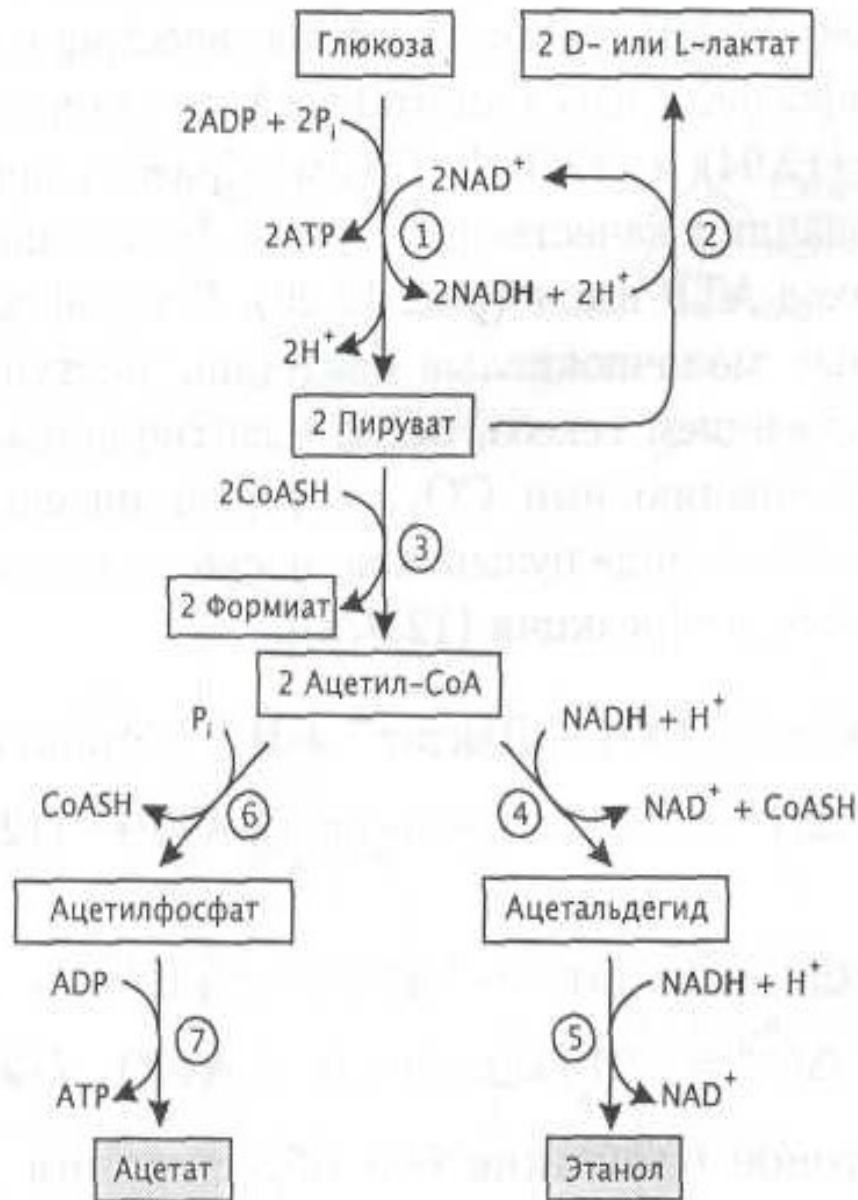 Глюкоза
2 D- или L-лактат
2ADP + 2Pᵢ
2NAD⁺
2ATP
1
2
2NADH + 2H⁺
2H⁺
2 Пируват
2CoASH
3
2 Формиат
2 Ацетил-CoA
Pᵢ
NADH + H⁺
CoASH
6
4
NAD⁺ + CoASH
Ацетилфосфат
Ацетальдегид
ADP
NADH + H⁺
7
5
ATP
NAD⁺
Ацетат
Этанол